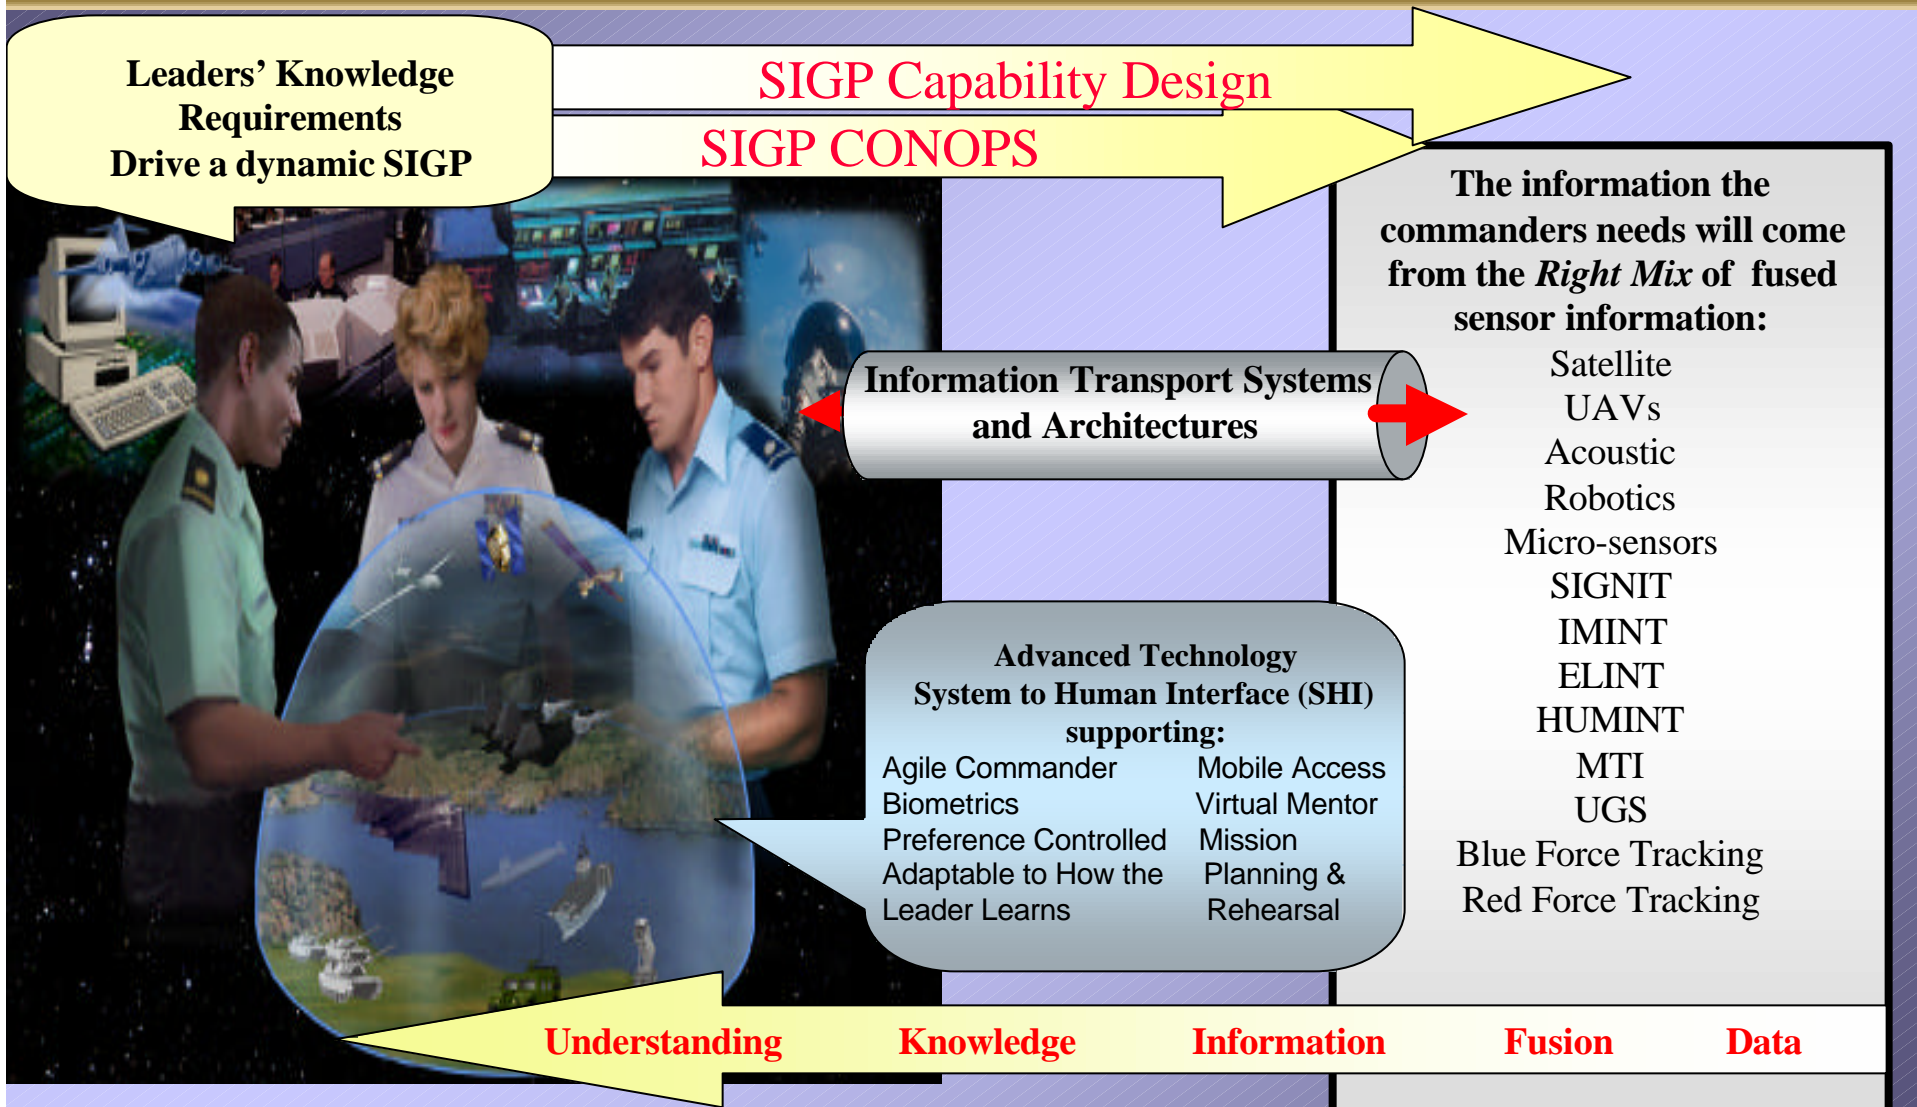 Leaders’ Knowledge
Requirements
Drive a dynamic SIGP
SIGP Capability Design
SIGP CONOPS
The information the
commanders needs will come
from the Right Mix of fused
sensor information:
Satellite
UAVs
Acoustic
Robotics
Micro-sensors
SIGNIT
IMINT
ELINT
HUMINT
MTI
UGS
Blue Force Tracking
Red Force Tracking
Information Transport Systems
and Architectures
Advanced Technology
System to Human Interface (SHI)
supporting:
Agile Commander
Biometrics
Preference Controlled
Adaptable to How the
Leader Learns
Mobile Access
Virtual Mentor
Mission
Planning &
Rehearsal
Understanding Knowledge Information Fusion Data